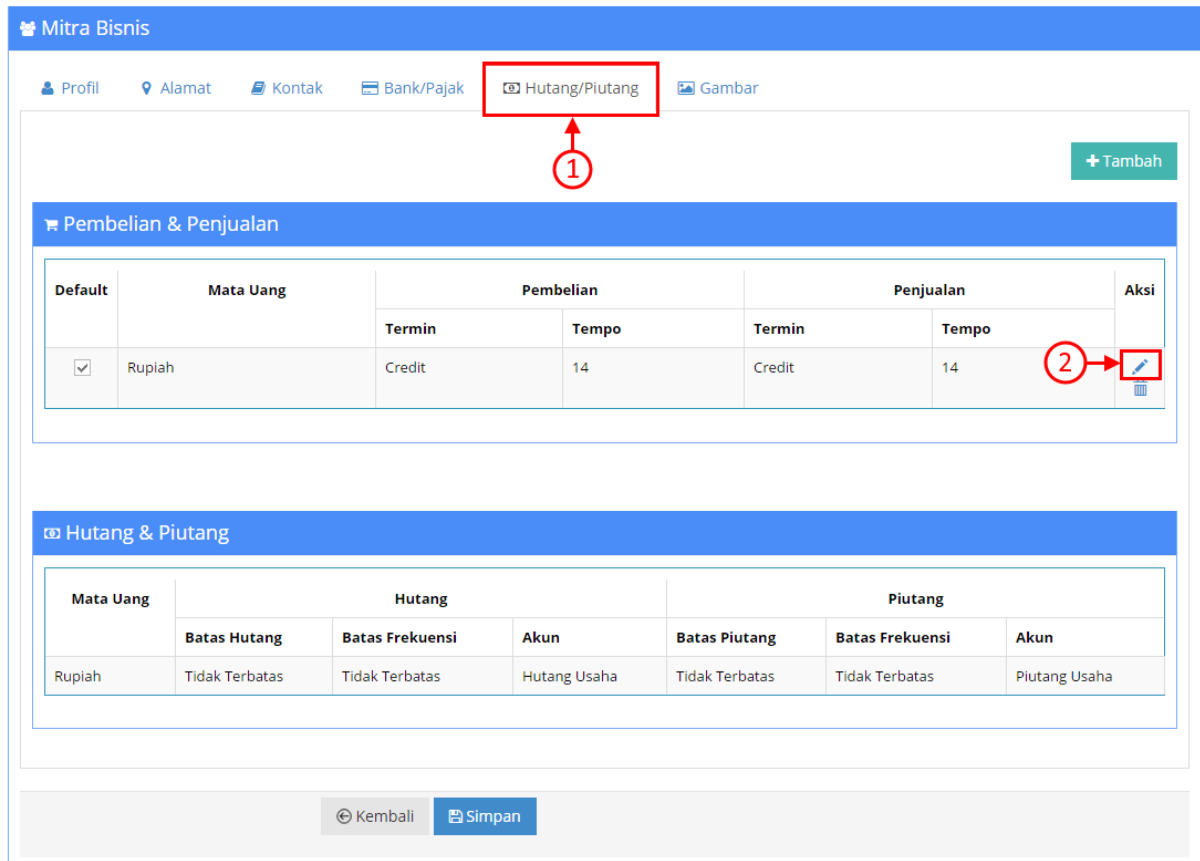 Mitra Bisnis
Profil Alamat Kontak Bank/Pajak Hutang/Piutang Gambar
1
+ Tambah
Pembelian & Penjualan
Default Mata Uang Pembelian Penjualan Aksi
Termin Tempo Termin Tempo
Rupiah Credit 14 Credit 14 2
Hutang & Piutang
Mata Uang Hutang Piutang
Batas Hutang Batas Frekuensi Akun Batas Piutang Batas Frekuensi Akun
Rupiah Tidak Terbatas Tidak Terbatas Hutang Usaha Tidak Terbatas Tidak Terbatas Piutang Usaha
Kembali Simpan